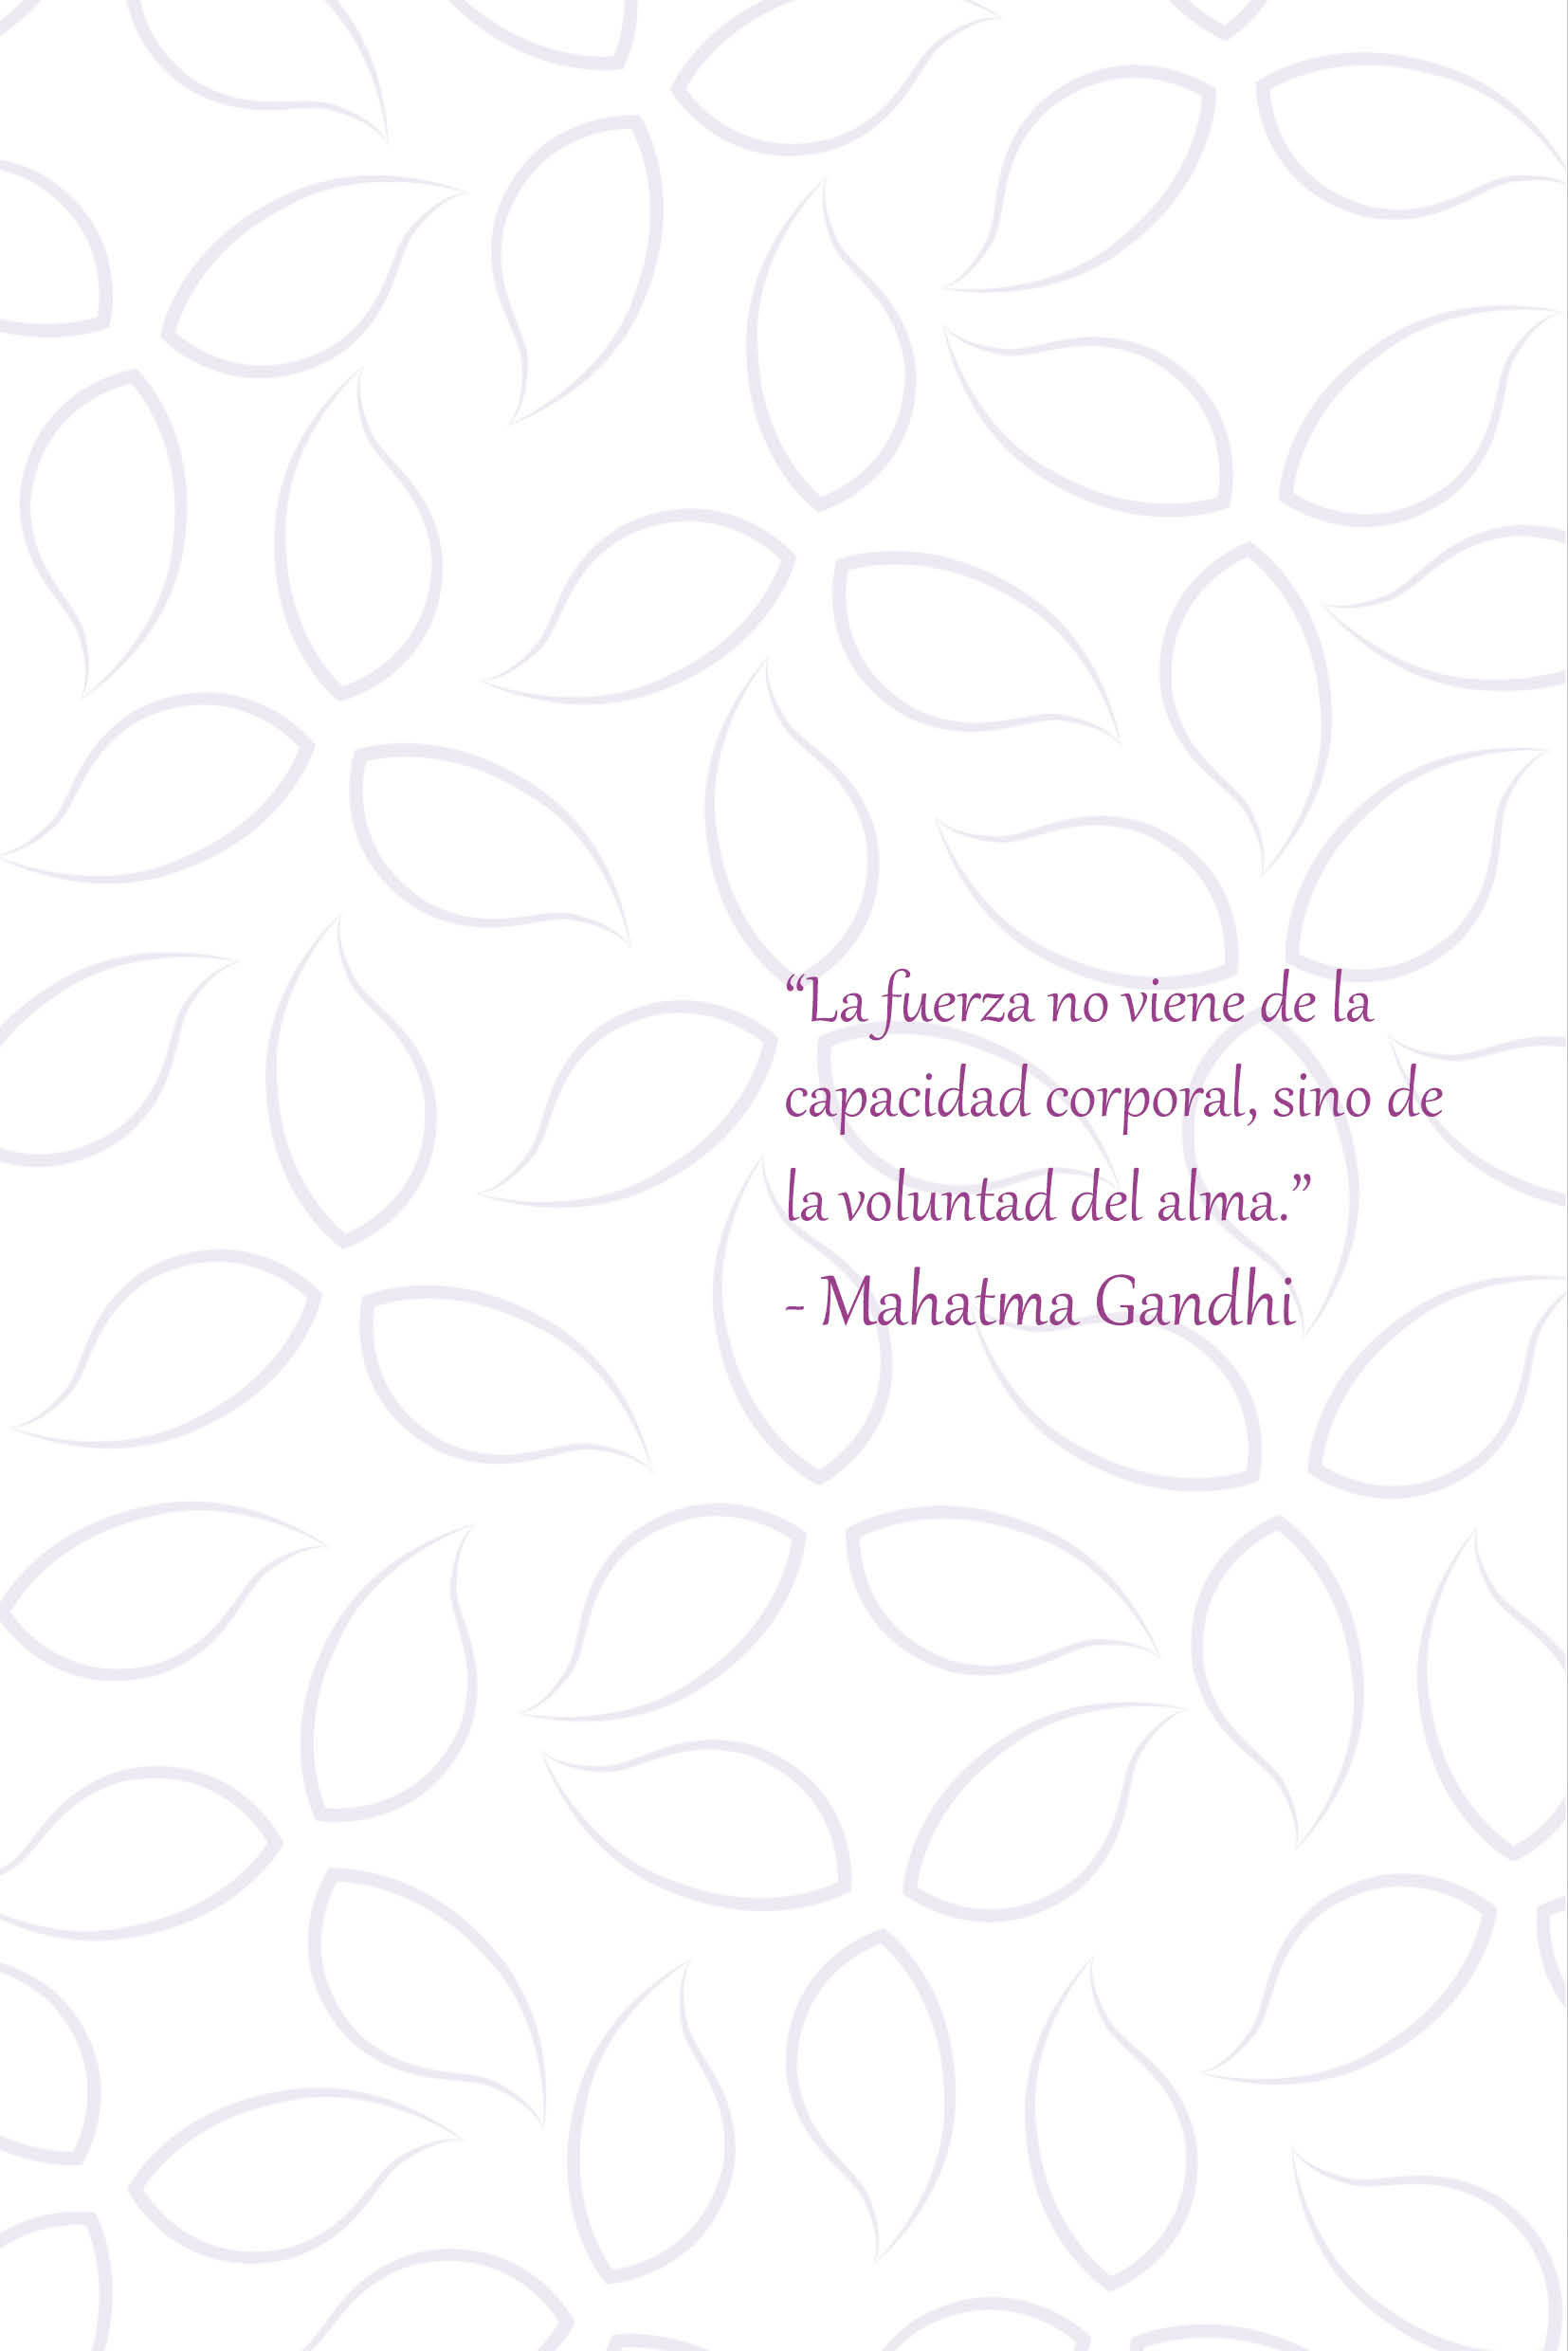 “La fuerza no viene de la
capacidad corporal, sino de
la voluntad del alma.”
- Mahatma Gandhi